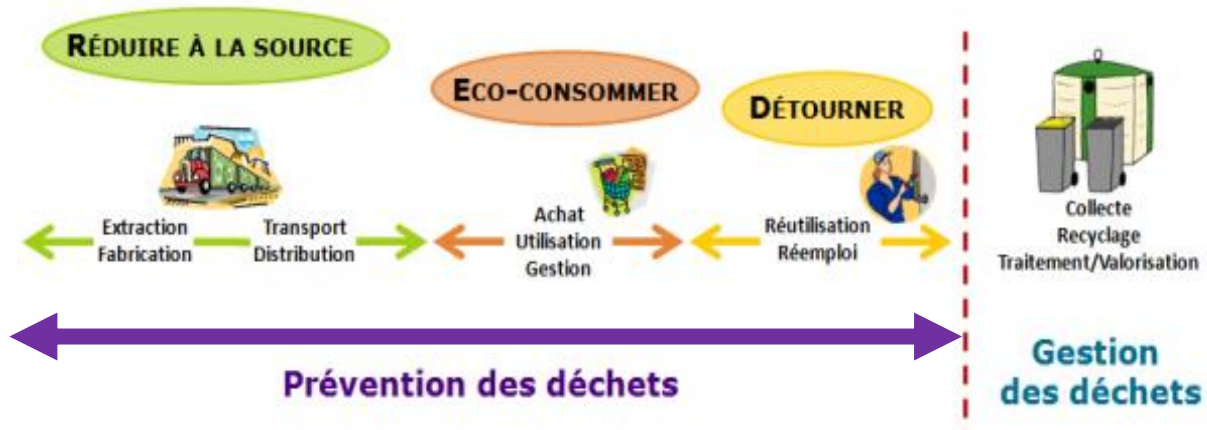 RÉDUIRE À LA SOURCE
ECO-CONSOMMER
DÉTOURNER
Extraction
Fabrication
Transport
Distribution
Achat
Utilisation
Gestion
Réutilisation
Réemploi
Collecte
Recyclage
Traitement/Valorisation
Prévention des déchets
Gestion
des déchets